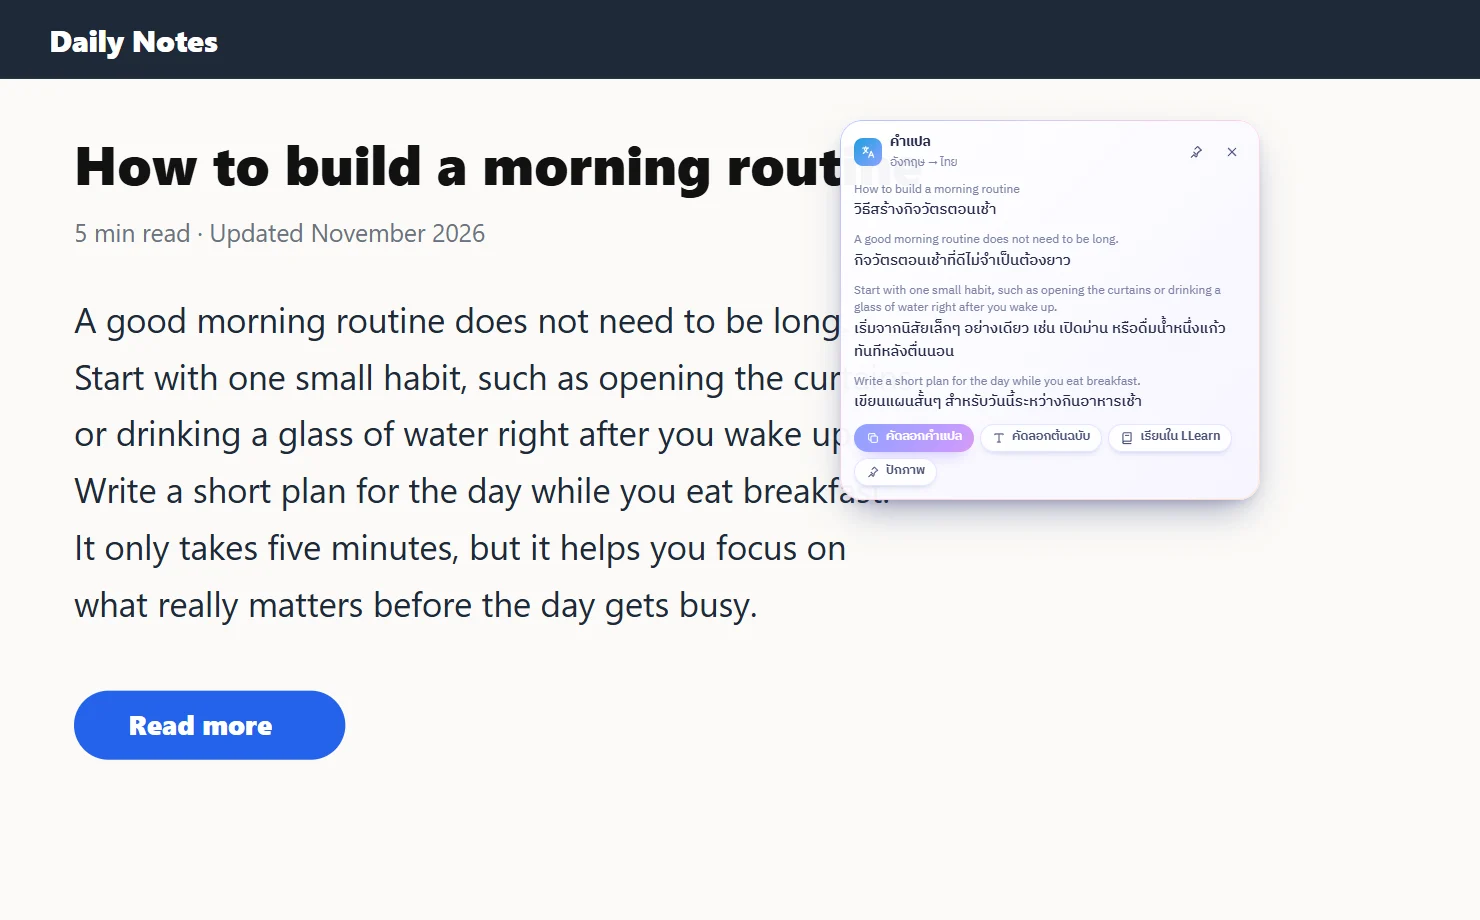 Daily Notes
How to build a morning routine
5 min read · Updated November 2026
A good morning routine does not need to be long
Start with one small habit, such as opening the curtains
or drinking a glass of water right after you wake up
Write a short plan for the day while you eat breakfast.
It only takes five minutes, but it helps you focus on
what really matters before the day gets busy.
Read more
คำแปล
อังกฤษ → ไทย
How to build a morning routine
วิธีสร้างกิจวัตรตอนเช้า
A good morning routine does not need to be long.
กิจวัตรตอนเช้าที่ดีไม่จำเป็นต้องยาว
Start with one small habit, such as opening the curtains or drinking a
glass of water right after you wake up.
เริ่มจากนิสัยเล็กๆ อย่างเดียว เช่น เปิดม่าน หรือดื่มน้ำหนึ่งแก้ว
ทันทีหลังตื่นนอน
Write a short plan for the day while you eat breakfast.
เขียนแผนสั้นๆ สำหรับวันนี้ระหว่างกินอาหารเช้า
คัดลอกคำแปล
คัดลอกต้นฉบับ
เรียนใน LLearn
ปักภาพ